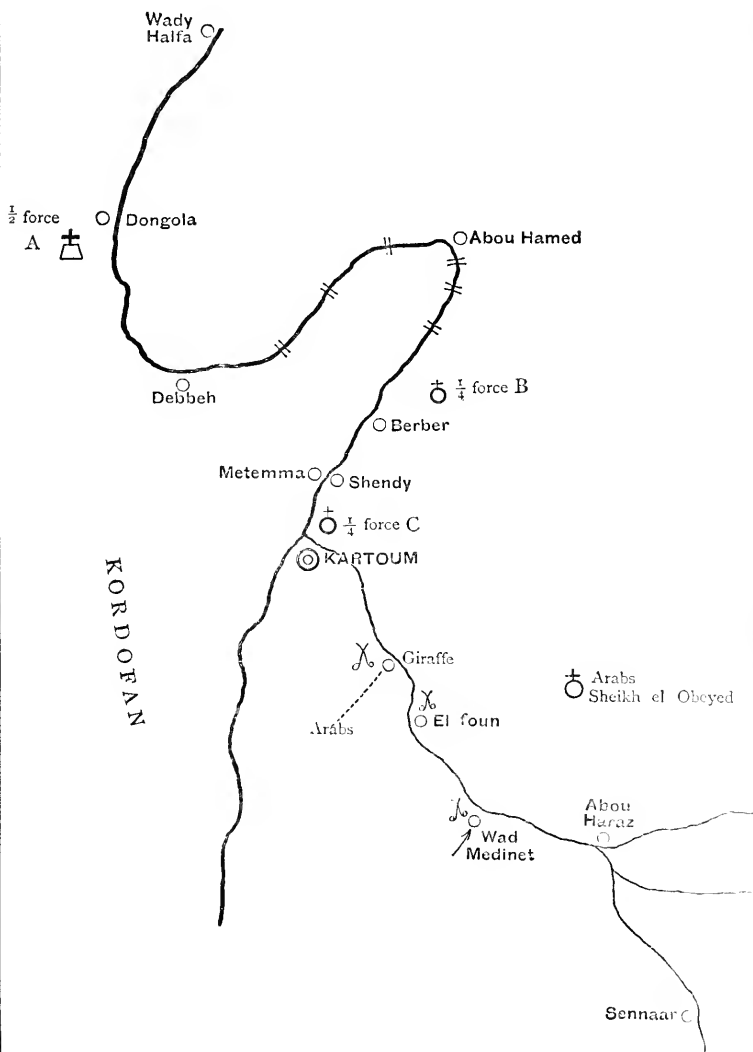 Wady
Halfa
½ force
A
Dongola
Abou Hamed
Debbeh
¼ force B
Berber
Metemma
Shendy
¼ force C
KARTOUM
KORDOFAN
Giraffe
Arabs
Sheikh el Obeyed
El foun
Arabs
Abou
Haraz
Wad
Medinet
Sennaar